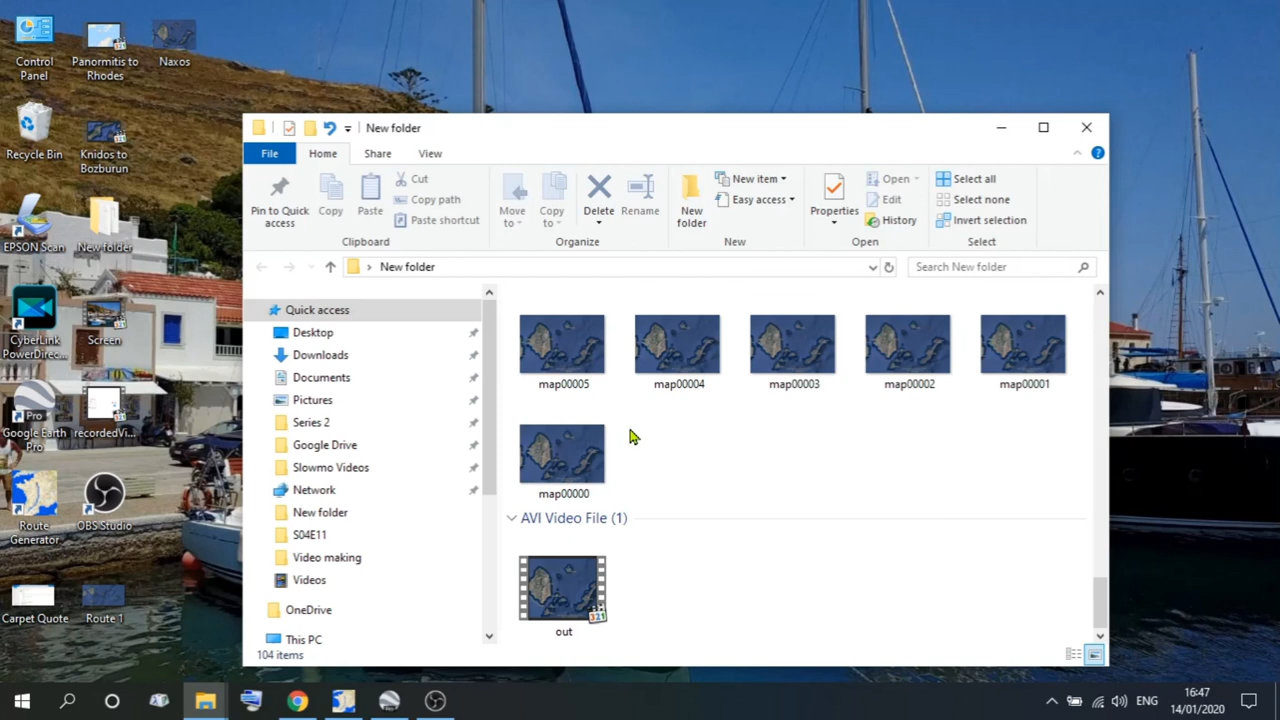 Control
Panel
Panormitis to
Rhodes
Naxos
Recycle Bin
Knidos to
Bozburun
EPSON Scan
New folder
CyberLink
PowerDirec...
Screen
Pro
Google Earth
Pro
recordedVi...
Route
Generator
OBS Studio
Carpet Quote
Route 1
New folder
File
Home
Share
View
Pin to Quick
access
Copy
Paste
Cut
Copy path
Paste shortcut
Clipboard
Move
to
Copy
to
Delete
Rename
Organize
New
folder
New item
Easy access
New
Properties
Open
Edit
History
Open
Select all
Select none
Invert selection
Select
New folder
Search New folder
Quick access
Desktop
Downloads
Documents
Pictures
Series 2
Google Drive
Slowmo Videos
Network
New folder
S04E11
Video making
Videos
OneDrive
This PC
map00005
map00004
map00003
map00002
map00001
map00000
AVI Video File (1)
321
out
104 items
ENG
16:47
14/01/2020